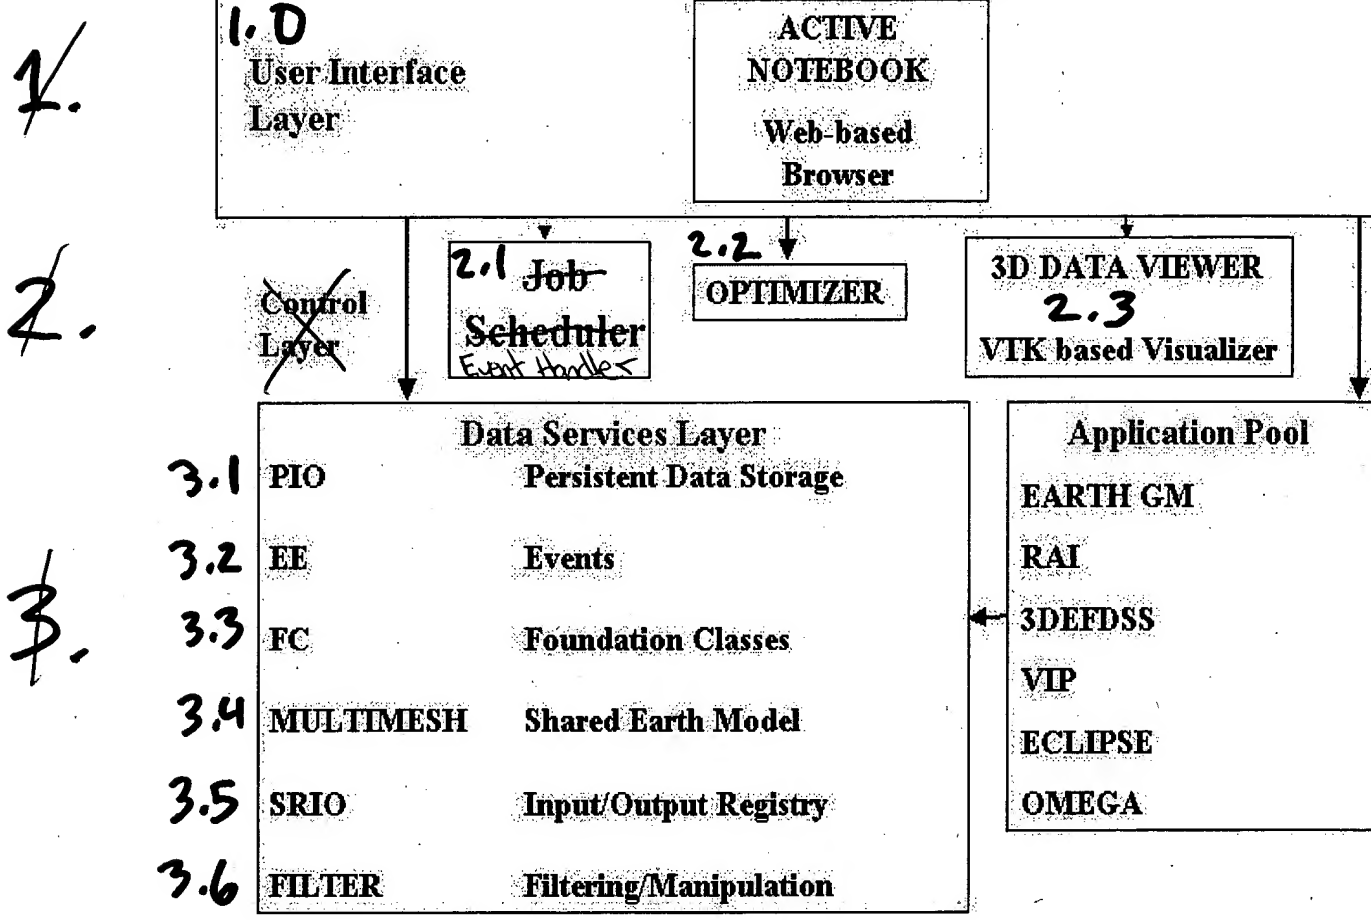 1.
1.0
User Interface
Layer
ACTIVE
NOTEBOOK
Web-based
Browser
2.
Control
Layer
2.1
Job
Scheduler
Event Handler
2.2
OPTIMIZER
3D DATA VIEWER
2.3
VTK based Visualizer
3.
Data Services Layer
3.1 PIO Persistent Data Storage
3.2 EE Events
3.3 FC Foundation Classes
3.4 MULTIMESH Shared Earth Model
3.5 SRIO Input/Output Registry
3.6 FILTER Filtering/Manipulation
Application Pool
EARTH GM
RAI
3DEFDSS
VIP
ECLIPSE
OMEGA